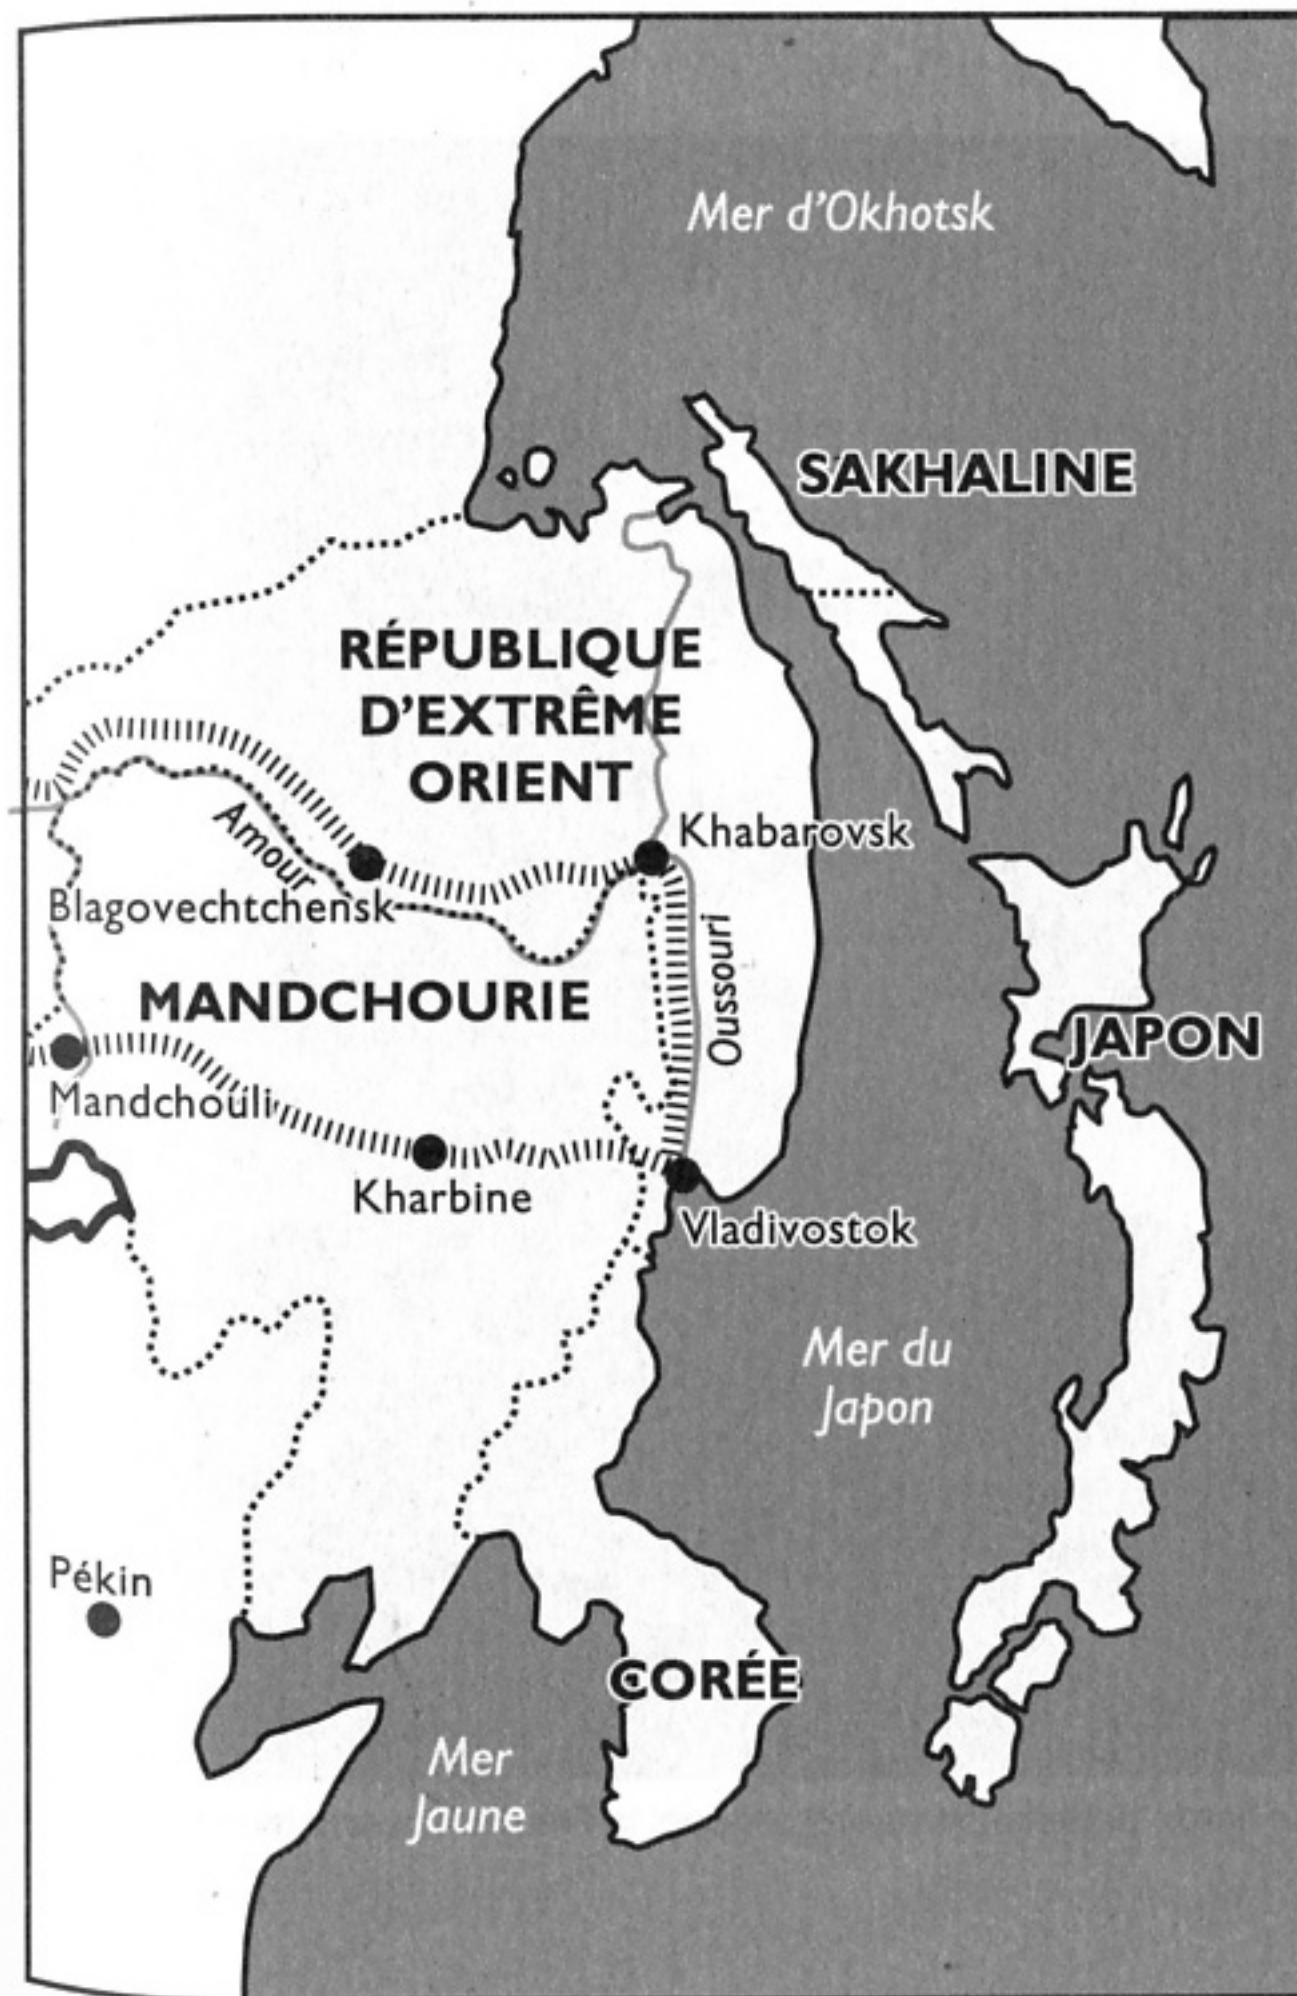 Mer d'Okhotsk
SAKHALINE
RÉPUBLIQUE
D'EXTRÊME
ORIENT
Khabarovsk
Amour
Blagovechtchensk
Oussouri
MANDCHOURIE
JAPON
Mandchouli
Kharbine
Vladivostok
Mer du
Japon
Pékin
CORÉE
Mer
Jaune